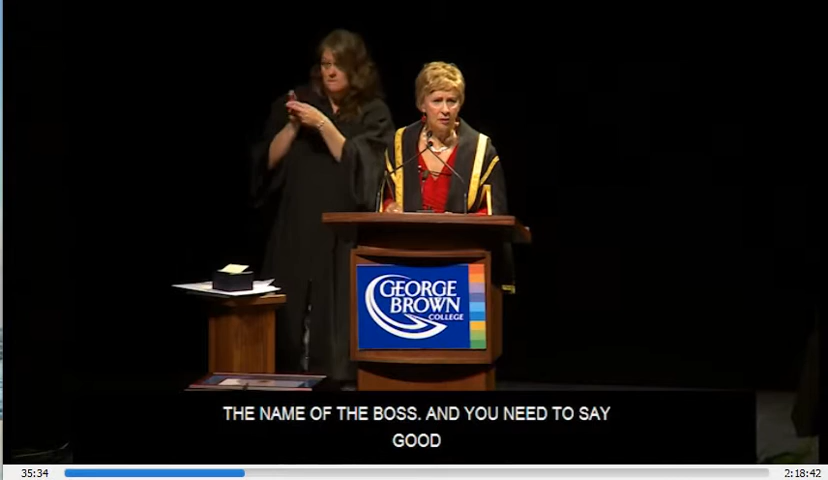 GEORGE
BROWN
COLLEGE
THE NAME OF THE BOSS. AND YOU NEED TO SAY
GOOD
35:34
2:18:42